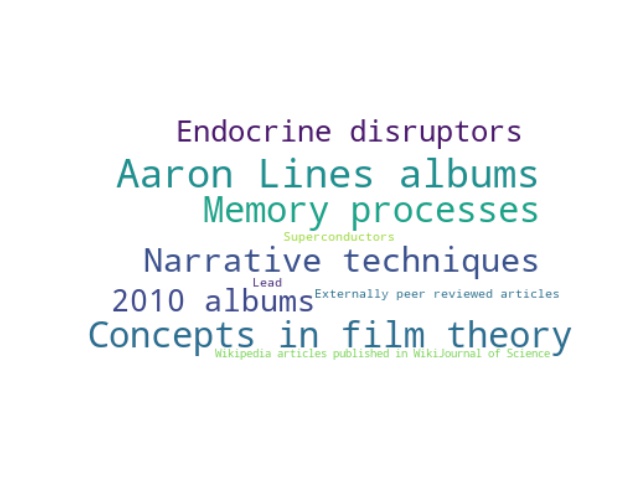 Endocrine disruptors
Aaron Lines albums
Memory processes
Superconductors
Narrative techniques
Lead
2010 albums
Externally peer reviewed articles
Concepts in film theory
Wikipedia articles published in WikiJournal of Science